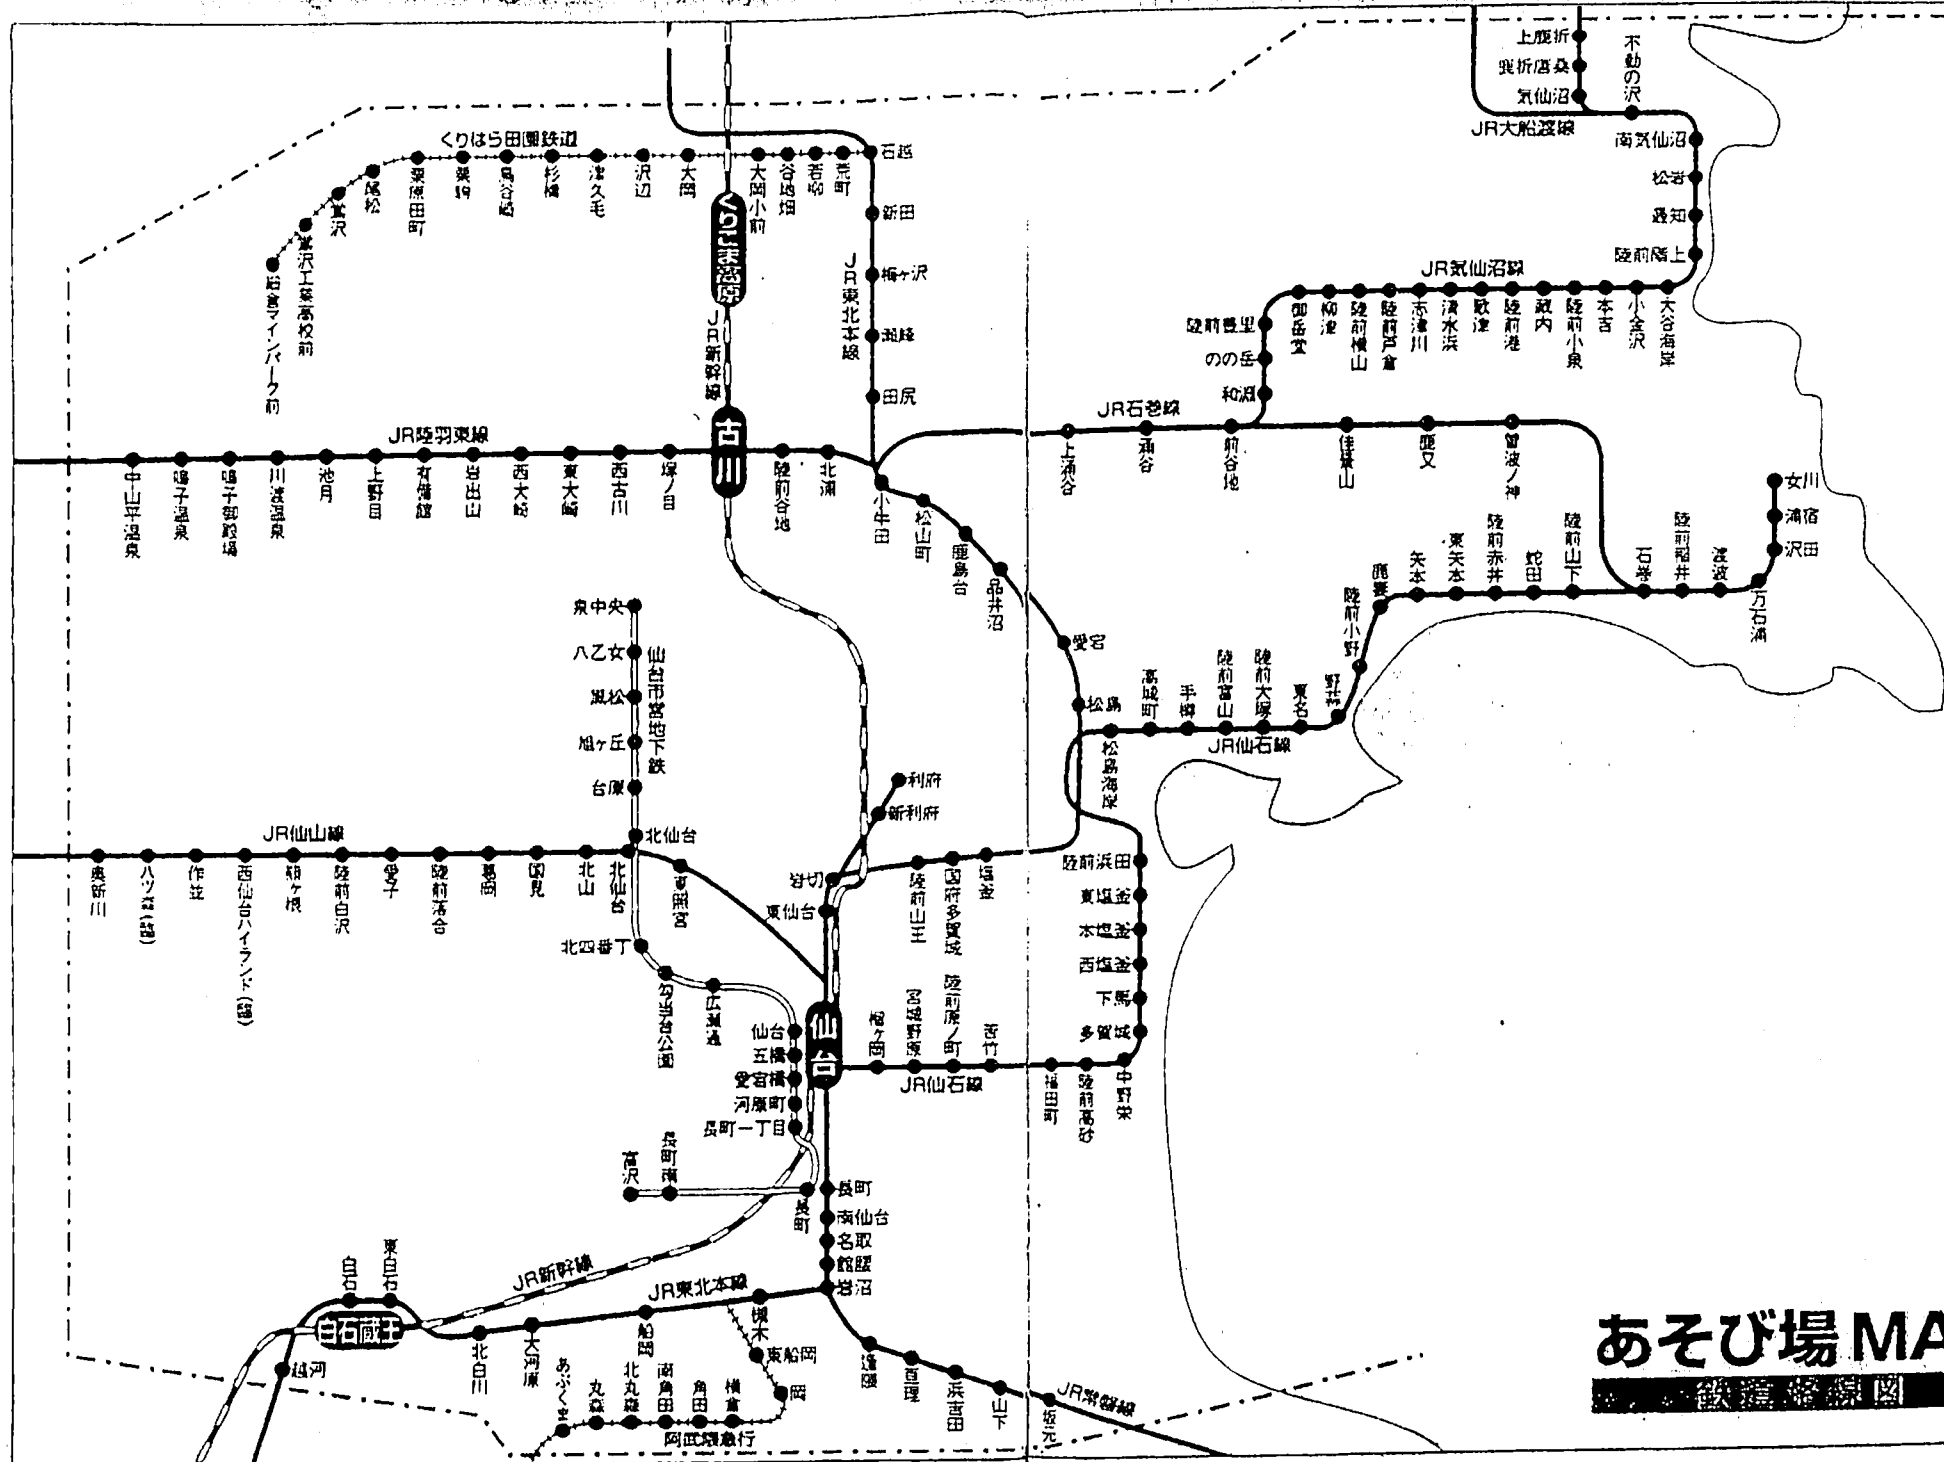 上鹿折
鹿折唐桑
気仙沼
不動の沢
JR大船渡線
南気仙沼
松岩
最知
陸前階上
くりはら田園鉄辺
石越
荒町
若柳
谷地畑
大岡小前
大岡
沢辺
津久毛
杉橋
鳥谷崎
栗駒
栗原田町
尾松
鶯沢
鶯沢工業高校前
細倉マインパーク前
新田
梅ヶ沢
瀬峰
田尻
JR東北本線
くりこま高原
JR新幹線
JR気仙沼線
大谷海岸
小金沢
本吉
陸前小泉
蔵内
陸前港
歌津
清水浜
志津川
陸前戸倉
陸前横山
柳津
御岳堂
陸前豊里
のの岳
和渕
JR石巻線
上涌谷
涌谷
前谷地
佳景山
鹿又
曽波ノ神
JR陸羽東線
古川
中山平温泉
鳴子温泉
鳴子御殿場
川渡温泉
池月
上野目
有備館
岩出山
西大崎
東大崎
西古川
塚ノ目
陸前谷地
北浦
小牛田
松山町
鹿島台
品井沼
愛宕
松島
女川
浦宿
沢田
万石浦
渡波
陸前稲井
石巻
陸前山下
蛇田
陸前赤井
東矢本
矢本
鹿妻
陸前小野
野蒜
東名
陸前大塚
陸前富山
手樽
高城町
松島海岸
JR仙石線
泉中央
八乙女
黒松
旭ヶ丘
台原
北仙台
仙台市営地下鉄
利府
新利府
JR仙山線
奥新川
八ツ森(臨)
作並
西仙台ハイランド(臨)
熊ヶ根
陸前白沢
愛子
陸前落合
葛岡
国見
北山
北仙台
東照宮
岩切
東仙台
陸前山王
国府多賀城
塩釜
陸前浜田
東塩釜
本塩釜
西塩釜
下馬
多賀城
北四番丁
勾当台公園
広瀬通
仙台
五橋
愛宕橋
河原町
長町一丁目
仙台
榴ヶ岡
宮城野原
陸前原ノ町
苦竹
JR仙石線
福田町
陸前高砂
中野栄
富沢
長町南
長町
長町
南仙台
名取
館腰
岩沼
白石
東白石
白石蔵王
JR新幹線
JR東北本線
越河
北白川
大河原
船岡
槻木
東船岡
岡
横倉
角田
南角田
北丸森
丸森
あぶくま
阿武隈急行
逢隈
亘理
浜吉田
山下
坂元
JR常磐線
あそび場MA
鉄道路線図